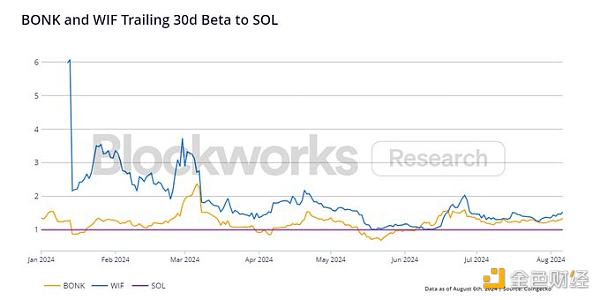 BONK and WIF Trailing 30d Beta to SOL
6
5
4
3
2
1
Blockworks
Research
Jan 2024 Feb 2024 Mar 2024 Apr 2024 May 2024 Jun 2024 Jul 2024 Aug 2024
BONK WIF SOL
Data as of August 6th, 2024 | Source: Coingecko
金色财经